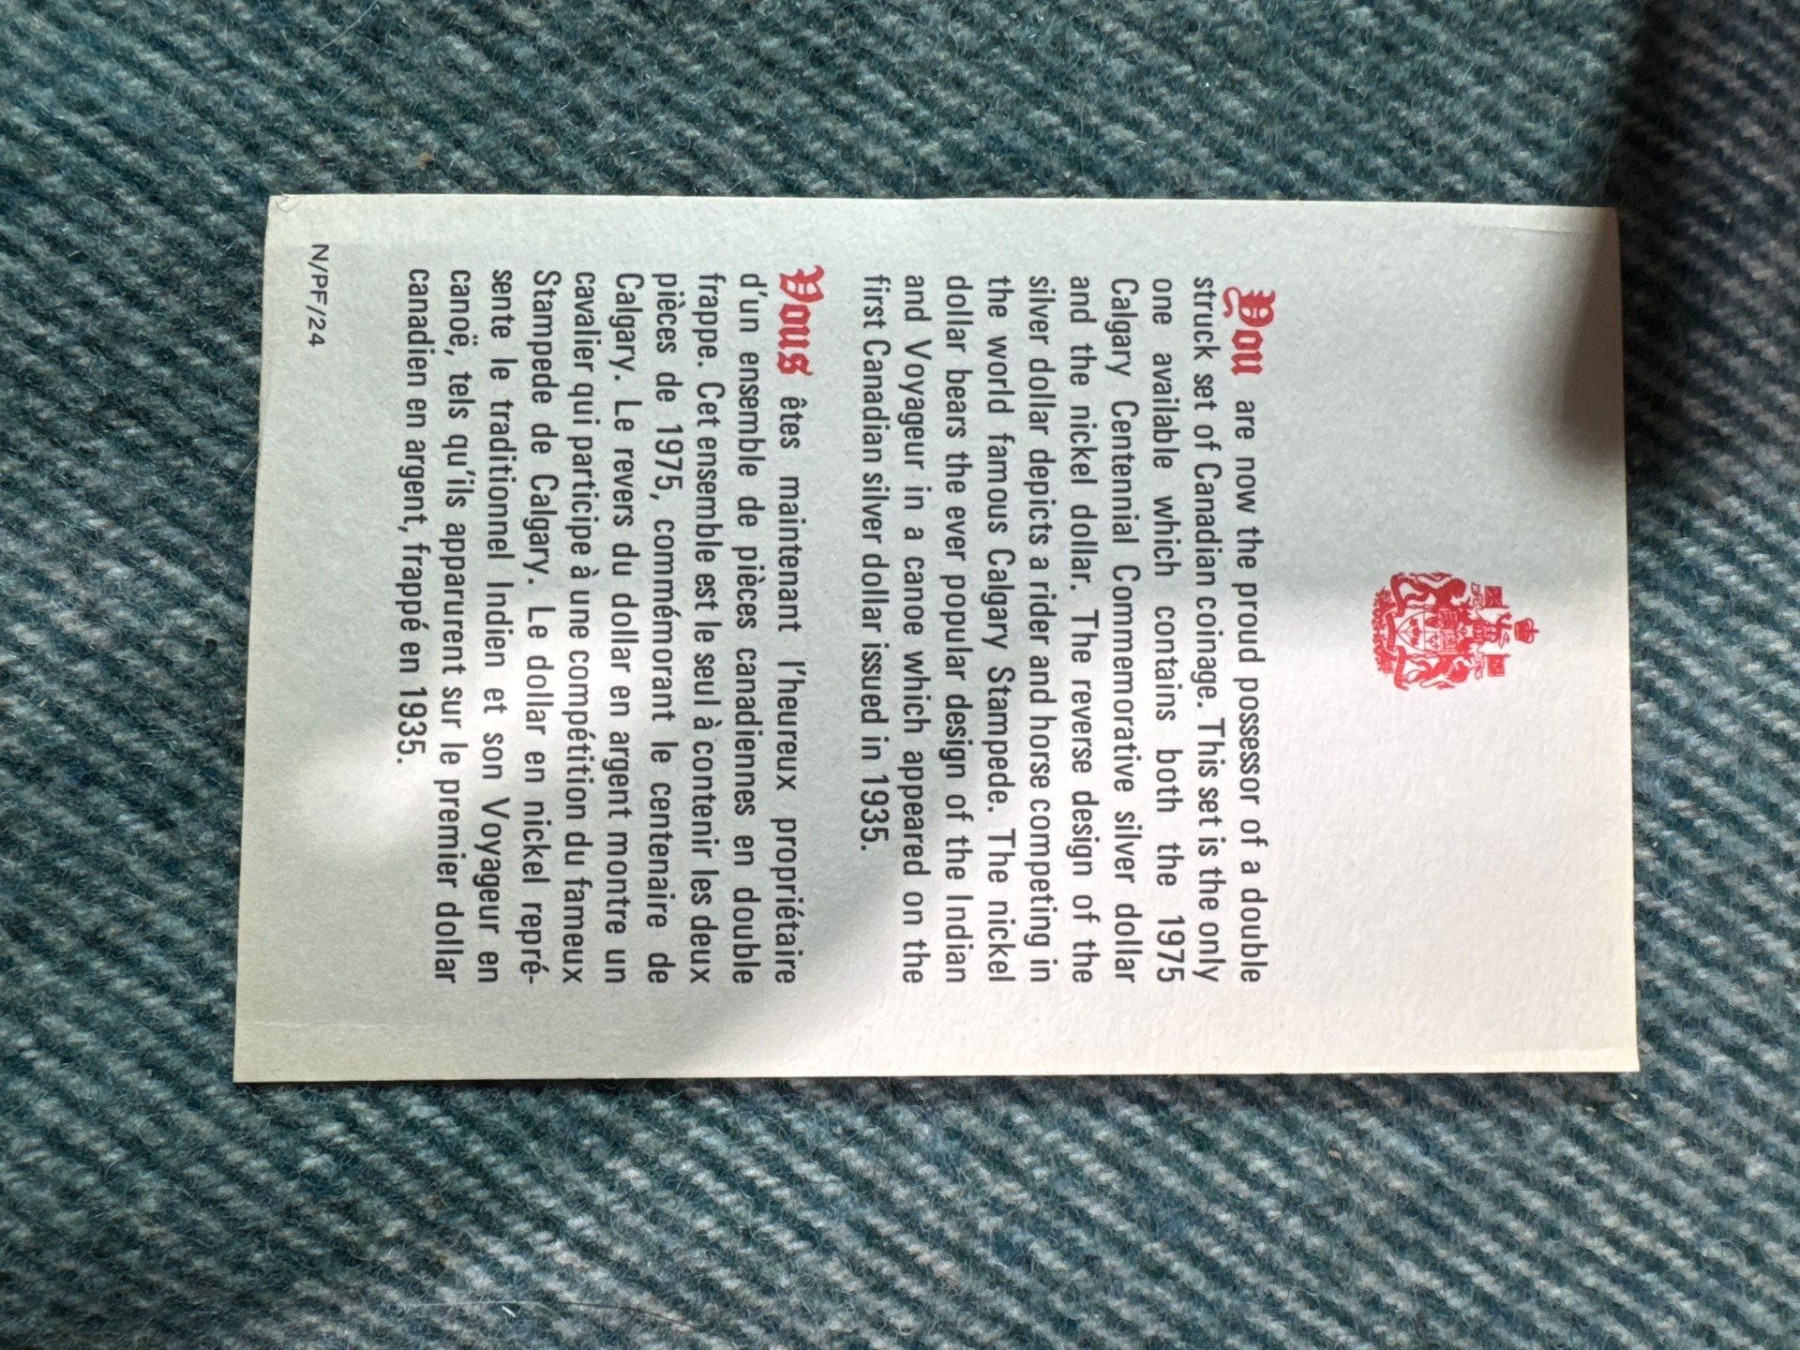 You are now the proud possessor of a double
struck set of Canadian coinage. This set is the only
one available which contains both the 1975
Calgary Centennial Commemorative silver dollar
and the nickel dollar. The reverse design of the
silver dollar depicts a rider and horse competing in
the world famous Calgary Stampede. The nickel
dollar bears the ever popular design of the Indian
and Voyageur in a canoe which appeared on the
first Canadian silver dollar issued in 1935.
Vous êtes maintenant l'heureux propriétaire
d'un ensemble de pièces canadiennes en double
frappe. Cet ensemble est le seul à contenir les deux
pièces de 1975, commémorant le centenaire de
Calgary. Le revers du dollar en argent montre un
cavalier qui participe à une compétition du fameux
Stampede de Calgary. Le dollar en nickel repré-
sente le traditionnel Indien et son Voyageur en
canoë, tels qu'ils apparurent sur le premier dollar
canadien en argent, frappé en 1935.
N/PF/24